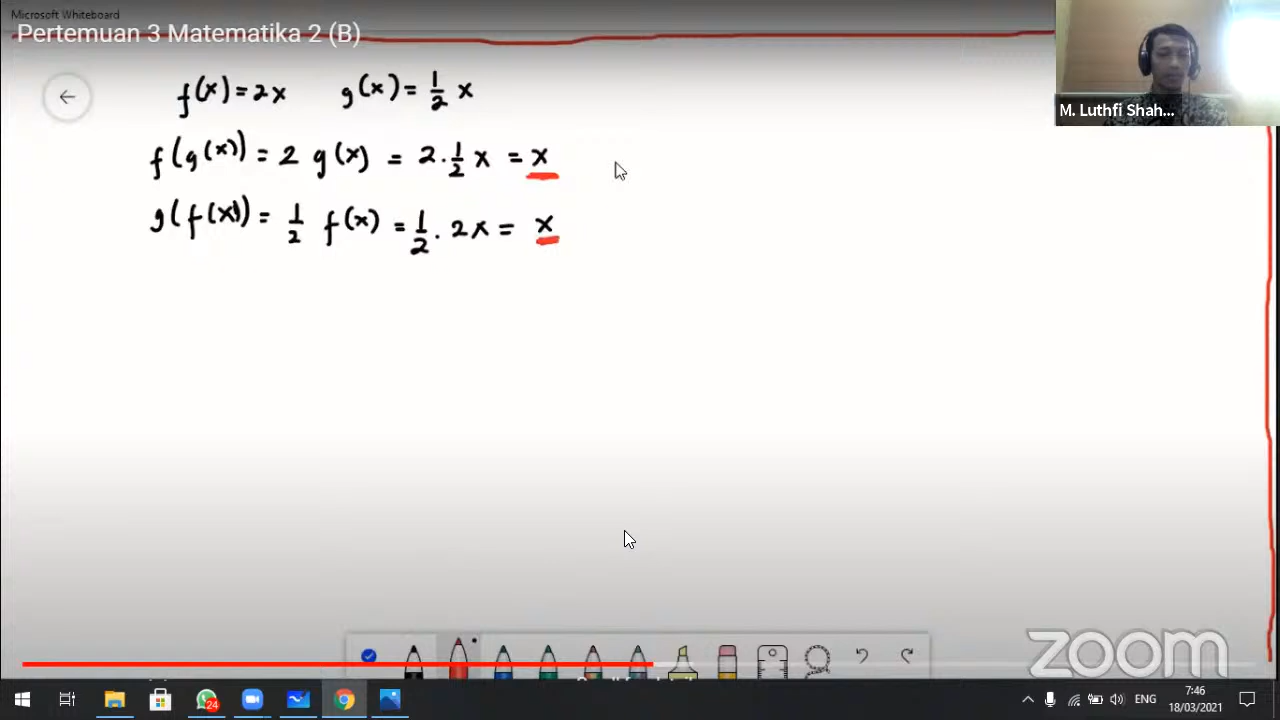 Microsoft Whiteboard
Pertemuan 3 Matematika 2 (B)
M. Luthfi Shah...
f(x) = 2x g(x) = 1/2 x
f(g(x)) = 2 g(x) = 2 · 1/2 x = x
g(f(x)) = 1/2 f(x) = 1/2 · 2x = x
zoom
24
ENG
7:46
18/03/2021